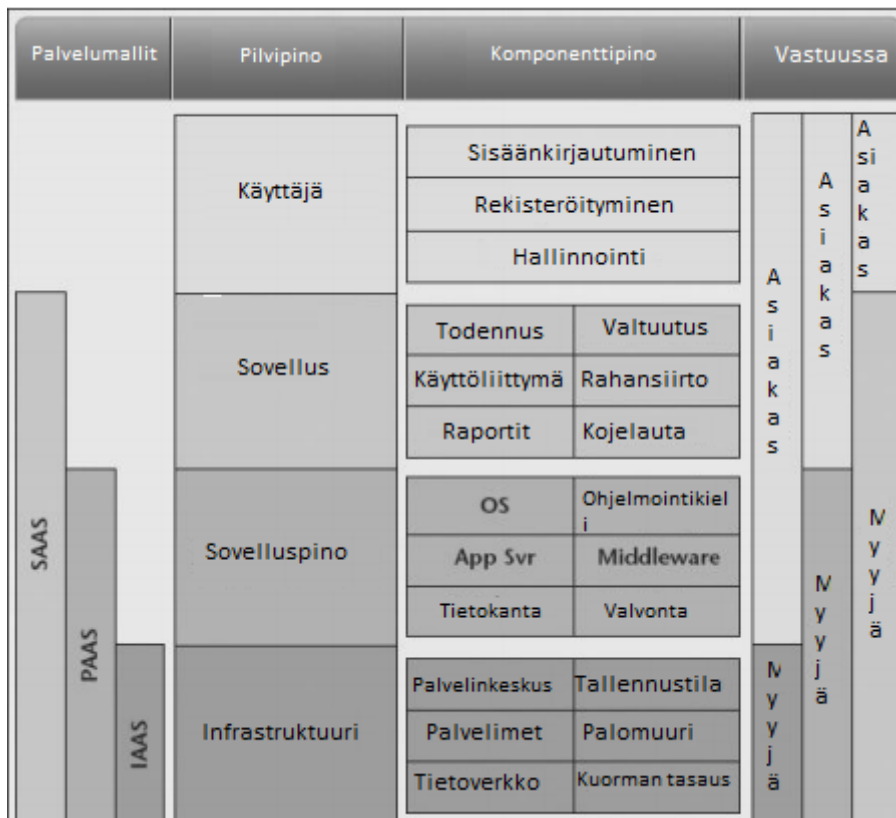 Palvelumallit
Pilvipino
Komponenttipino
Vastuussa
Käyttäjä
Sisäänkirjautuminen
Rekisteröityminen
Hallinnointi
Sovellus
Todennus
Valtuutus
Käyttöliittymä
Rahansiirto
Raportit
Kojelauta
Sovelluspino
OS
Ohjelmointikiel
i
App Svr
Middleware
Tietokanta
Valvonta
Infrastruktuuri
Palvelinkeskus
Tallennustila
Palvelimet
Palomuuri
Tietoverkko
Kuorman tasaus
SAAS
PAAS
IAAS
Asiakas
Myyjä
Asiakas
Myyjä
Asiakas
Myyjä